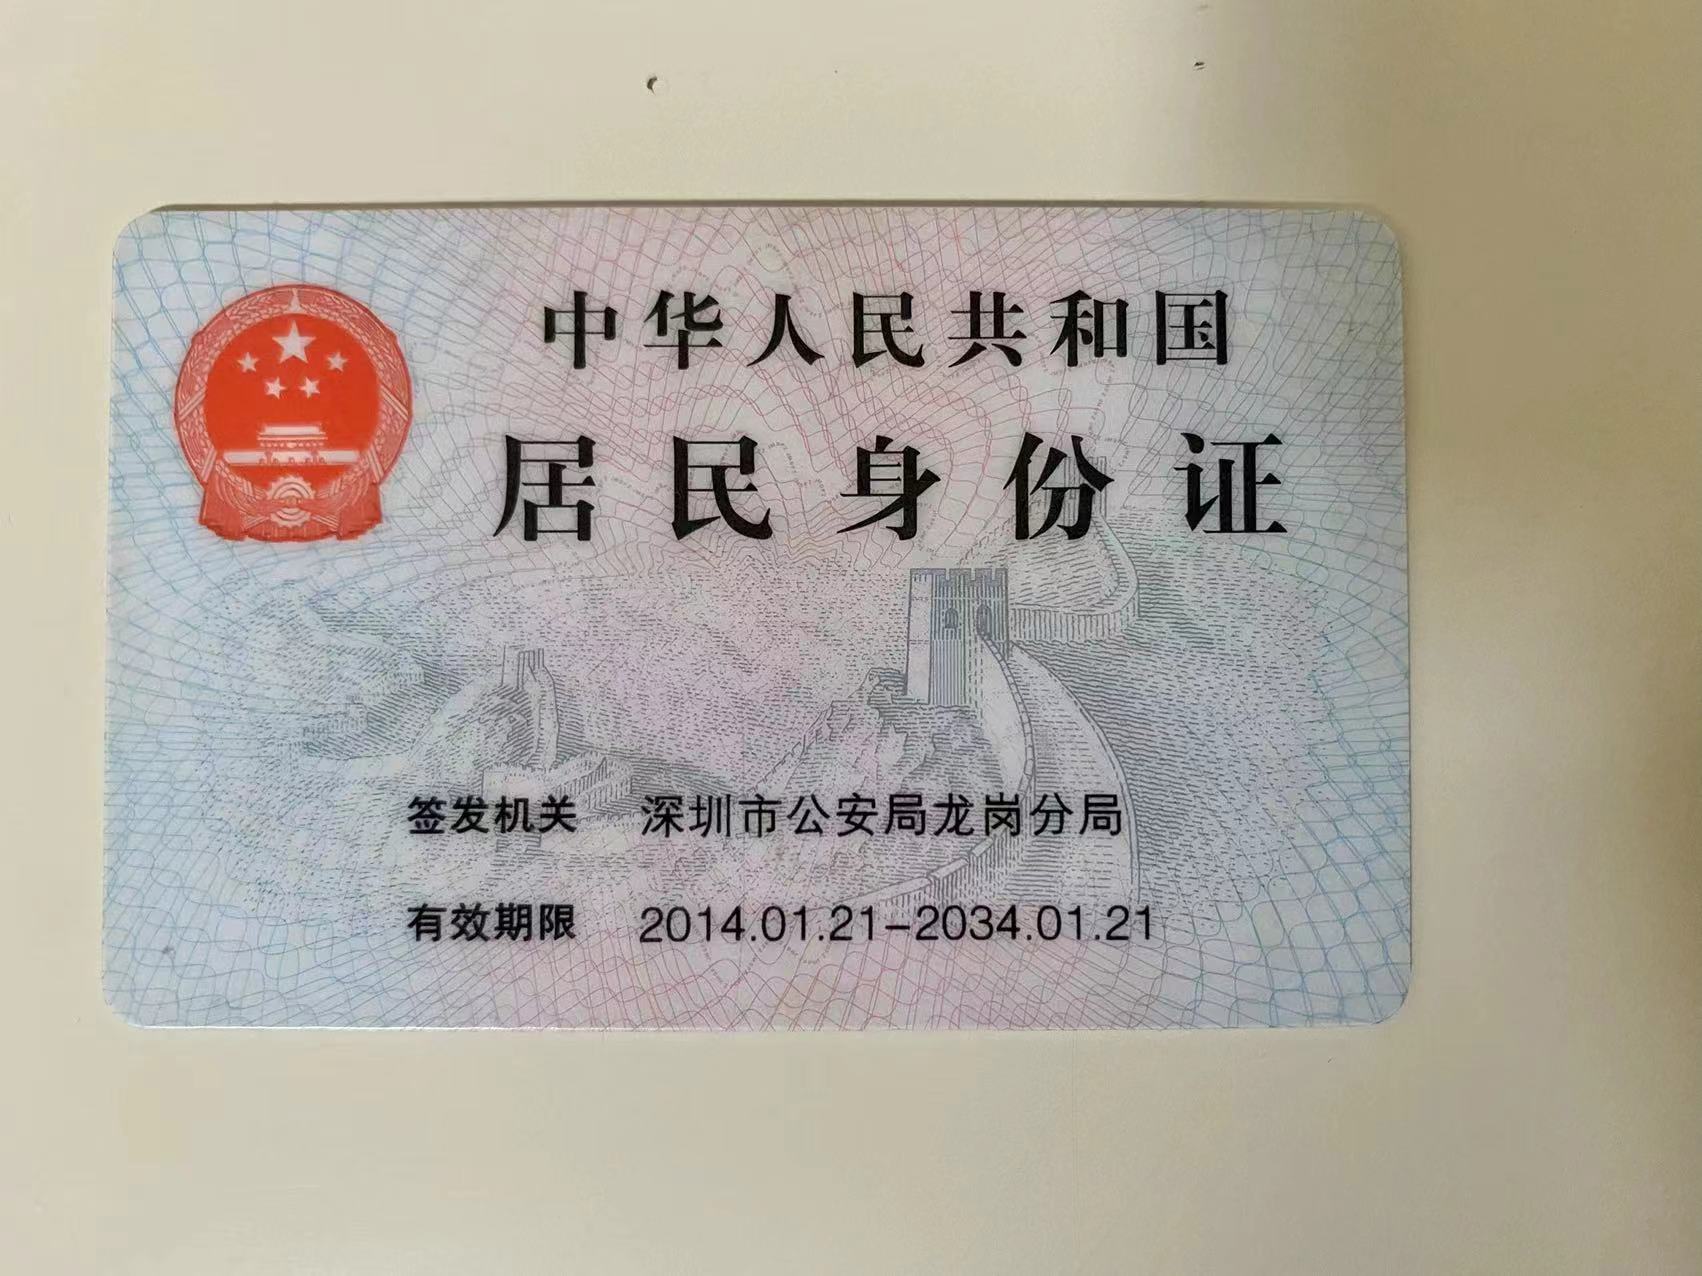 中华人民共和国
居民身份证
签发机关 深圳市公安局龙岗分局
有效期限 2014.01.21-2034.01.21